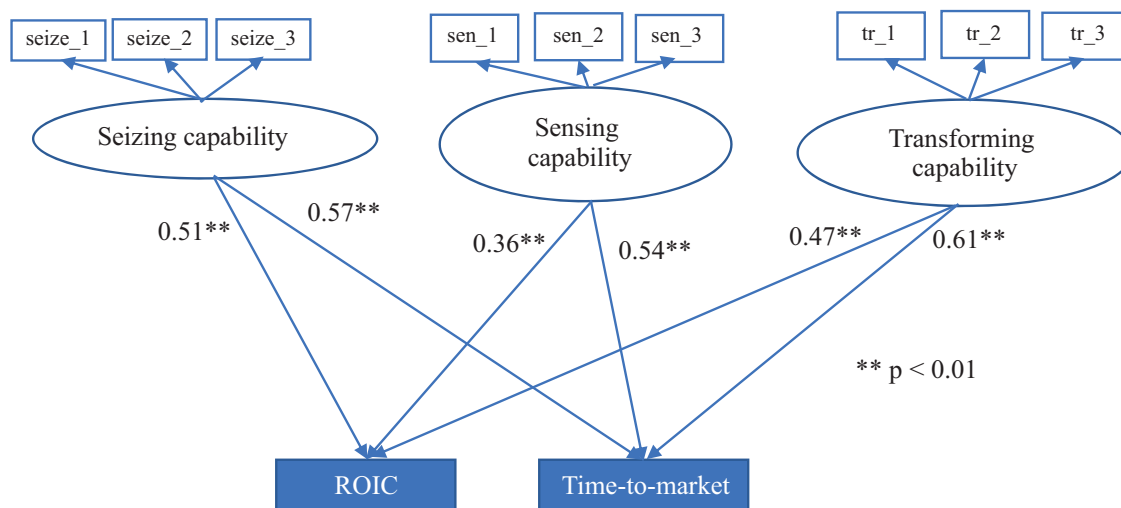 seize_1
seize_2
seize_3
sen_1
sen_2
sen_3
tr_1
tr_2
tr_3
Seizing capability
Sensing
capability
Transforming
capability
0.51**
0.57**
0.36**
0.54**
0.47**
0.61**
** p < 0.01
ROIC
Time-to-market